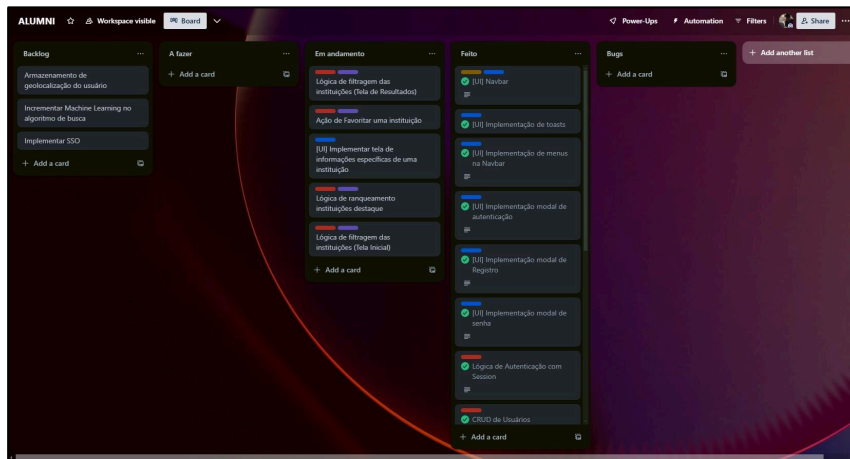 ALUMNI
Workspace visible
Board
Power-Ups
Automation
Filters
Share
Backlog
Armazenamento de
geolocalização do usuário
Incrementar Machine Learning no
algoritmo de busca
Implementar SSO
+ Add a card
A fazer
+ Add a card
Em andamento
Lógica de filtragem das
instituições (Tela de Resultados)
Ação de Favoritar uma instituição
[UI] Implementar tela de
informações específicas de uma
instituição
Lógica de ranqueamento
instituições destaque
Lógica de filtragem das
instituições (Tela Inicial)
+ Add a card
Feito
[UI] Navbar
[UI] Implementação de toasts
[UI] Implementação de menus
na Navbar
[UI] Implementação modal de
autenticação
[UI] Implementação modal de
Registro
[UI] Implementação modal de
senha
Lógica de Autenticação com
Session
CRUD de Usuários
+ Add a card
Bugs
+ Add a card
+ Add another list